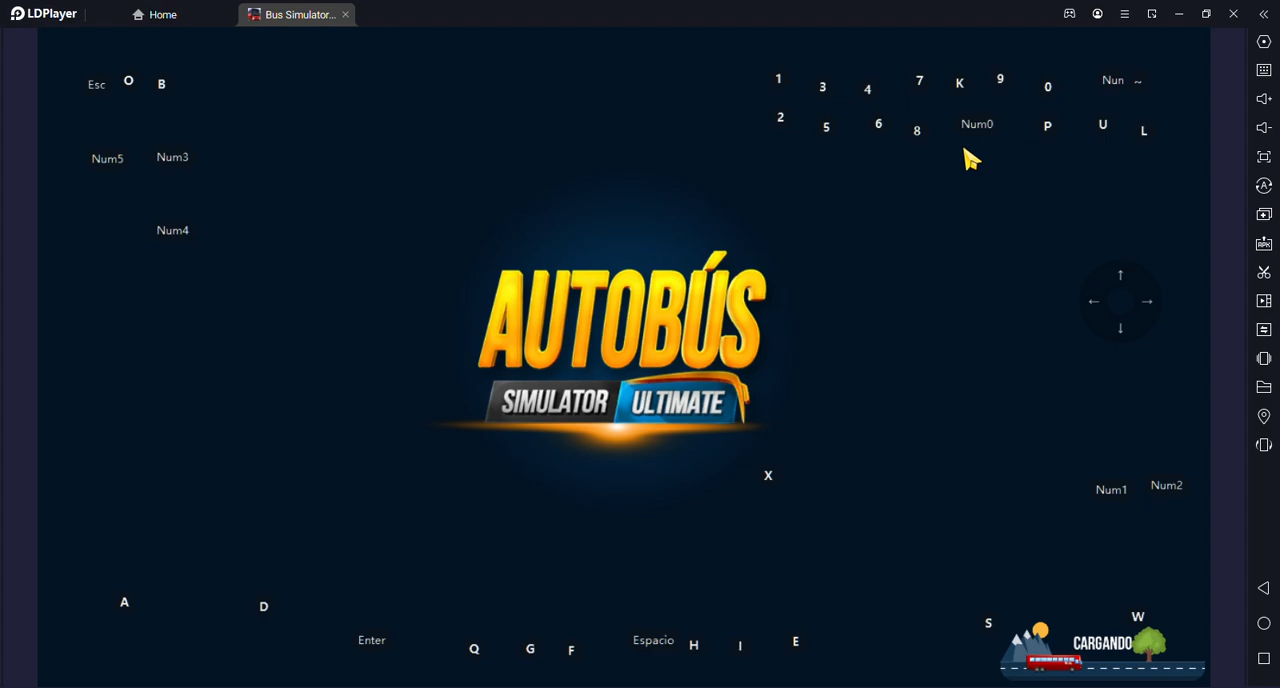 LDPlayer
Home
Bus Simulator...
Esc O B
1 3 4 7 K 9 0 Nun ~
2 5 6 8 Num0 P U L
Num5 Num3
Num4
AUTOBÚS
SIMULATOR ULTIMATE
X
Num1 Num2
A D
S W
Enter Q G F Espacio H I E
CARGANDO